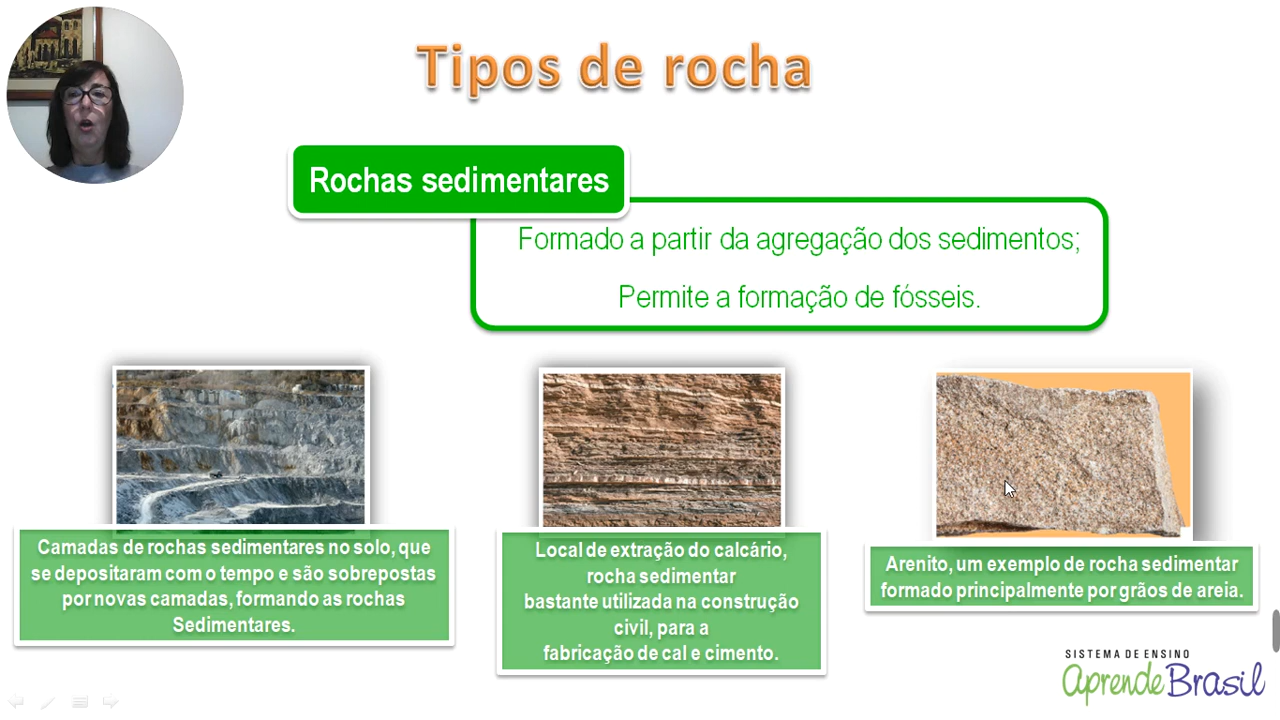 Tipos de rocha
Rochas sedimentares
Formado a partir da agregação dos sedimentos;
Permite a formação de fósseis.
Camadas de rochas sedimentares no solo, que
se depositaram com o tempo e são sobrepostas
por novas camadas, formando as rochas
Sedimentares.
Local de extração do calcário,
rocha sedimentar
bastante utilizada na construção
civil, para a
fabricação de cal e cimento.
Arenito, um exemplo de rocha sedimentar
formado principalmente por grãos de areia.
SISTEMA DE ENSINO
aprende Brasil